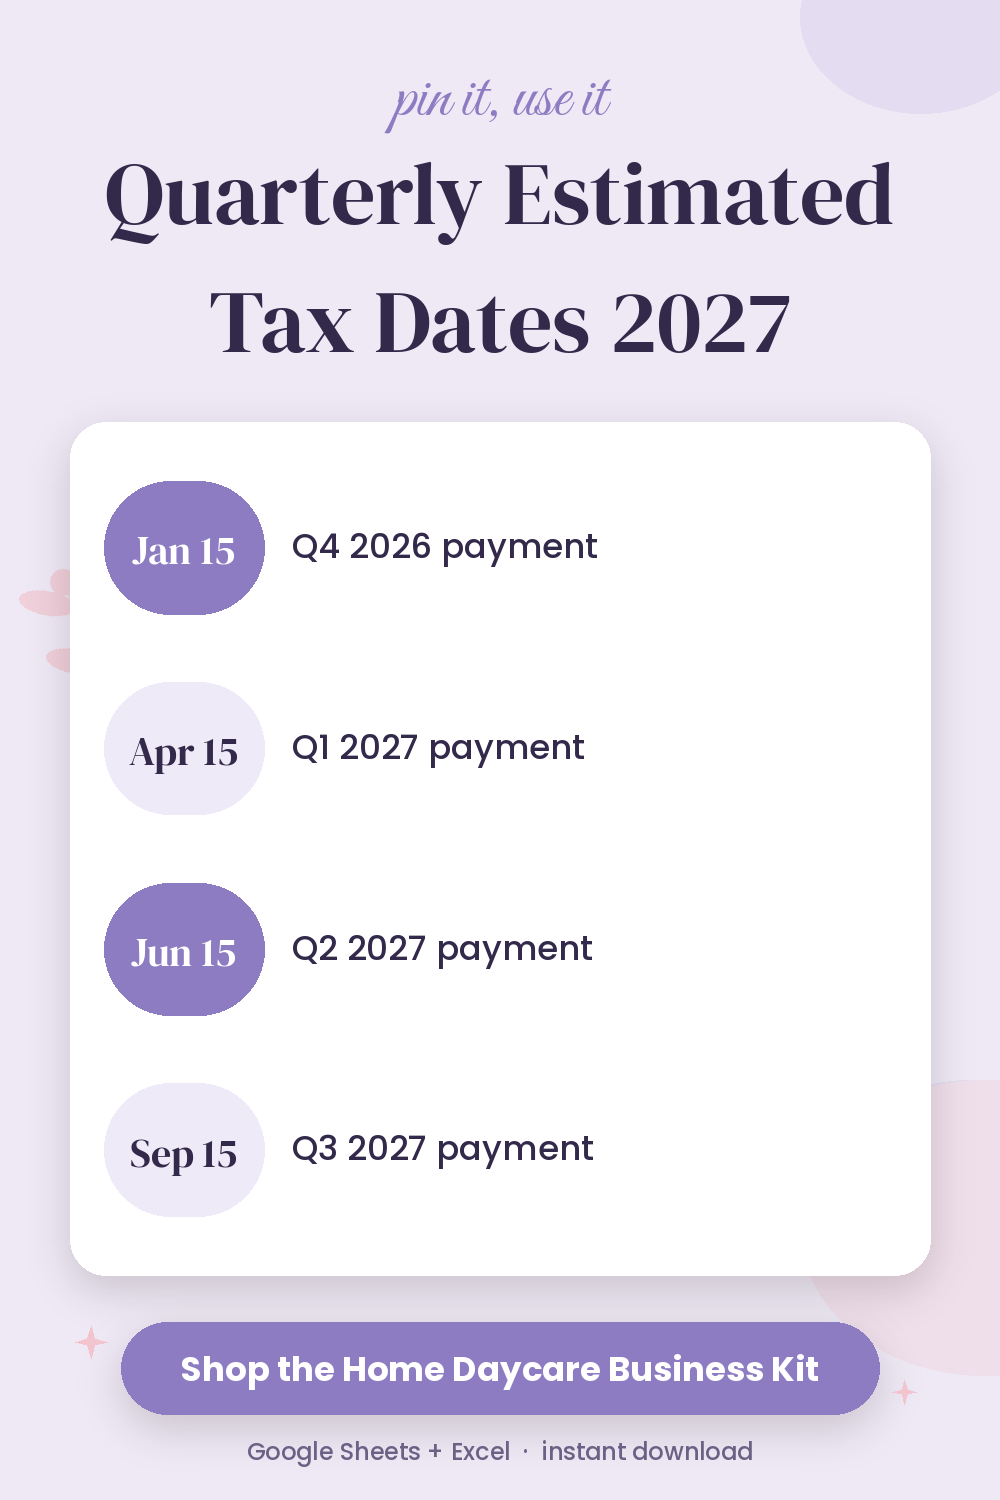 pin it, use it
Quarterly Estimated
Tax Dates 2027
Jan 15
Q4 2026 payment
Apr 15
Q1 2027 payment
Jun 15
Q2 2027 payment
Sep 15
Q3 2027 payment
Shop the Home Daycare Business Kit
Google Sheets + Excel · instant download